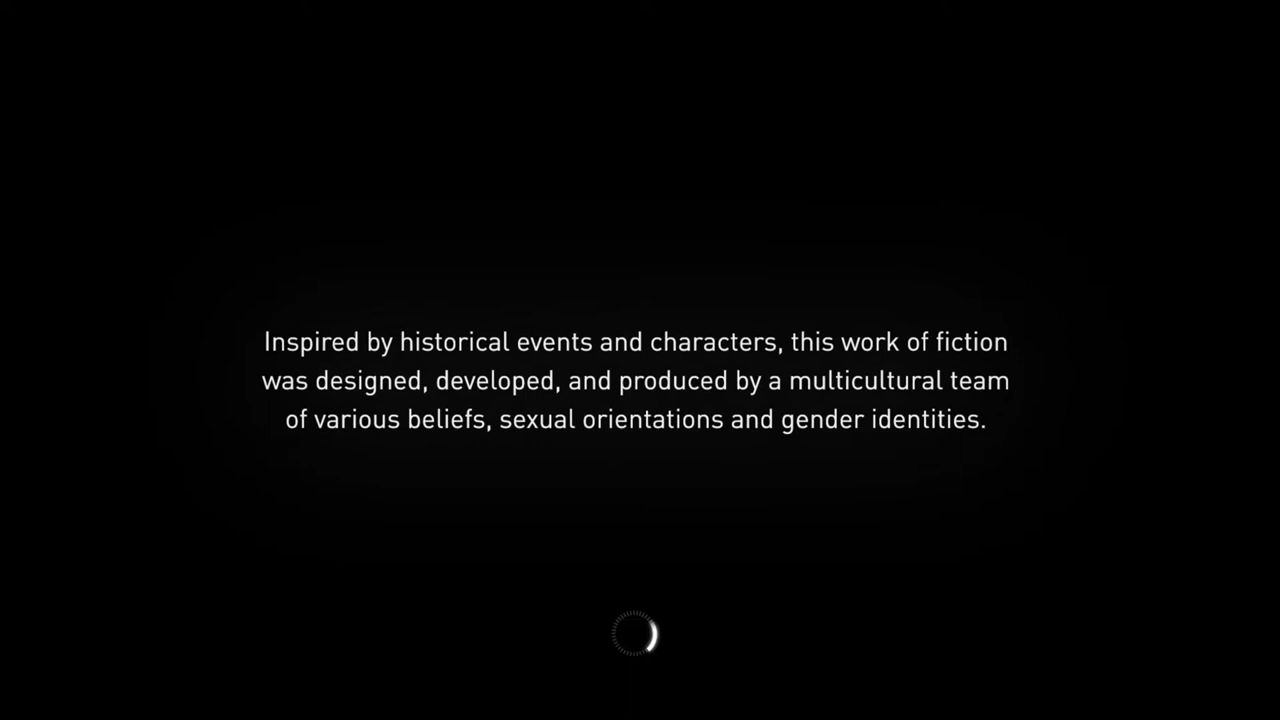 Inspired by historical events and characters, this work of fiction
was designed, developed, and produced by a multicultural team
of various beliefs, sexual orientations and gender identities.